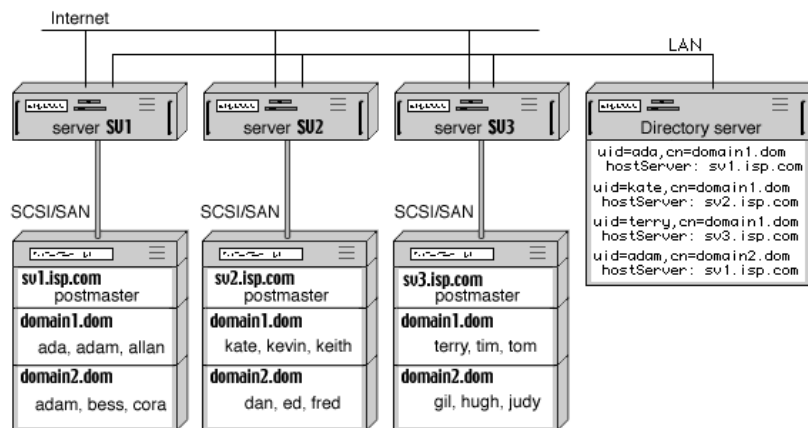 Internet
LAN
server SV1
server SV2
server SV3
Directory server
uid=ada,cn=domain1.dom
hostServer: sv1.isp.com
uid=kate,cn=domain1.dom
hostServer: sv2.isp.com
uid=terry,cn=domain1.dom
hostServer: sv3.isp.com
uid=adam,cn=domain2.dom
hostServer: sv1.isp.com
SCSI/SAN
SCSI/SAN
SCSI/SAN
sv1.isp.com
postmaster
domain1.dom
ada, adam, allan
domain2.dom
adam, bess, cora
sv2.isp.com
postmaster
domain1.dom
kate, kevin, keith
domain2.dom
dan, ed, fred
sv3.isp.com
postmaster
domain1.dom
terry, tim, tom
domain2.dom
gil, hugh, judy